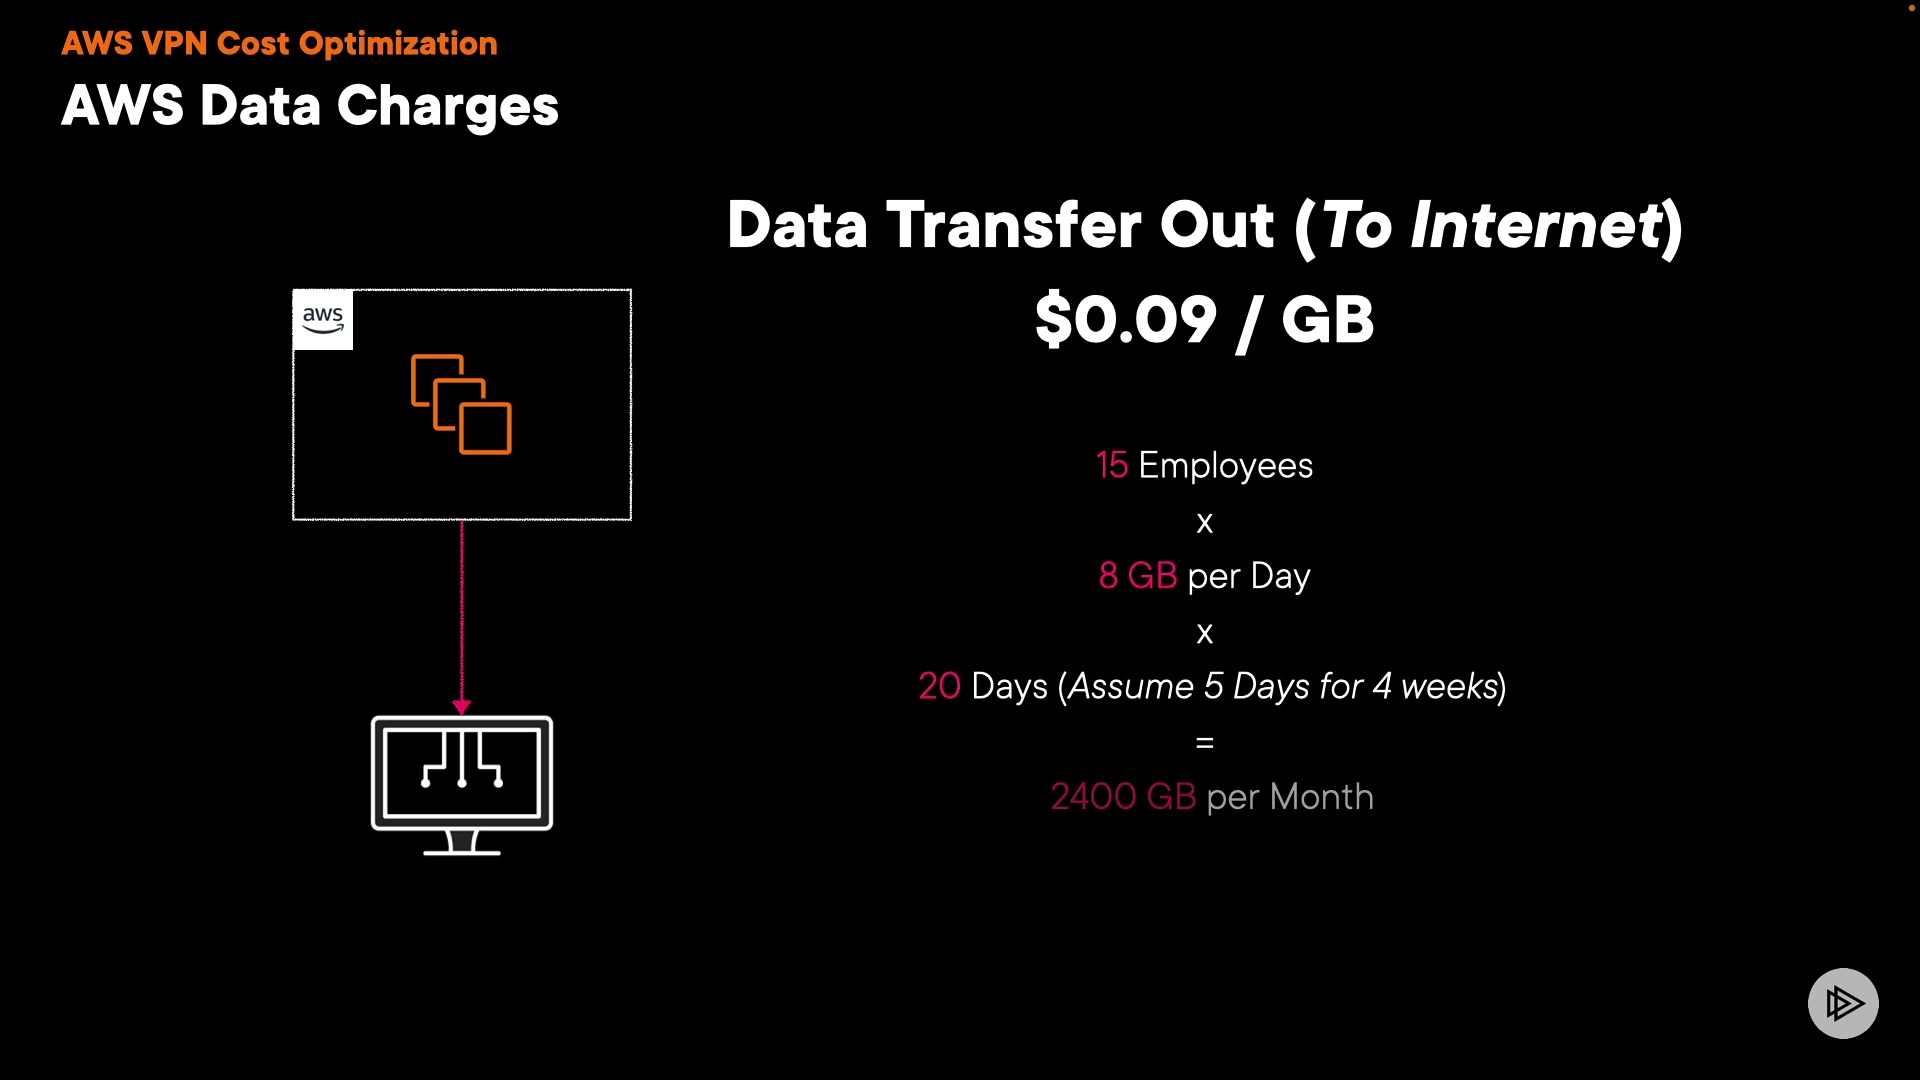 AWS VPN Cost Optimization
AWS Data Charges
Data Transfer Out (To Internet)
$0.09 / GB
aws
15 Employees
x
8 GB per Day
x
20 Days (Assume 5 Days for 4 weeks)
=
2400 GB per Month